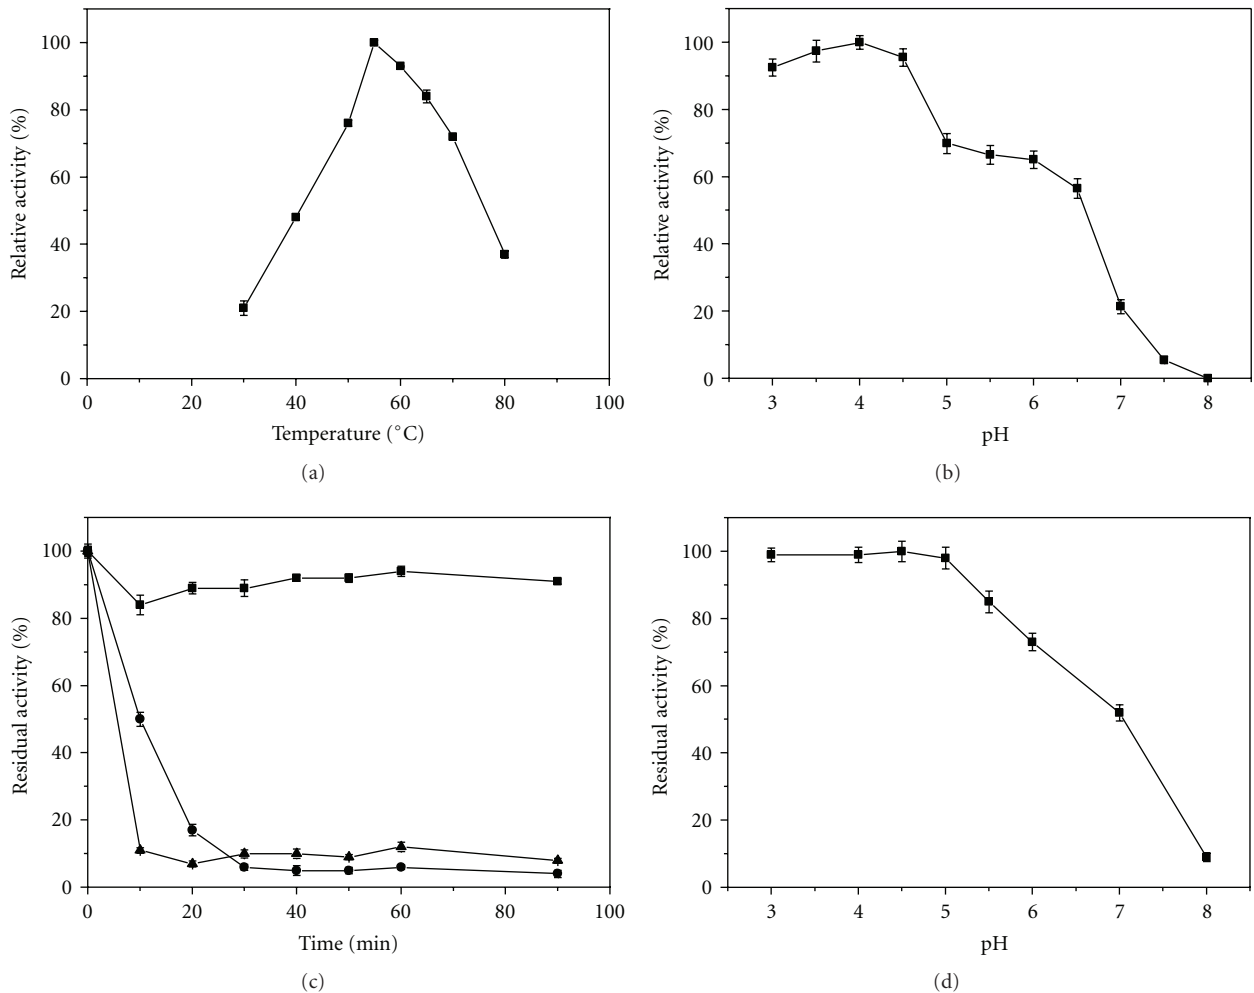 100
80
60
40
20
0
Relative activity (%)
0 20 40 60 80 100
Temperature (°C)
(a)
100
80
60
40
20
0
Relative activity (%)
3 4 5 6 7 8
pH
(b)
100
80
60
40
20
0
Residual activity (%)
0 20 40 60 80 100
Time (min)
(c)
100
80
60
40
20
0
Residual activity (%)
3 4 5 6 7 8
pH
(d)